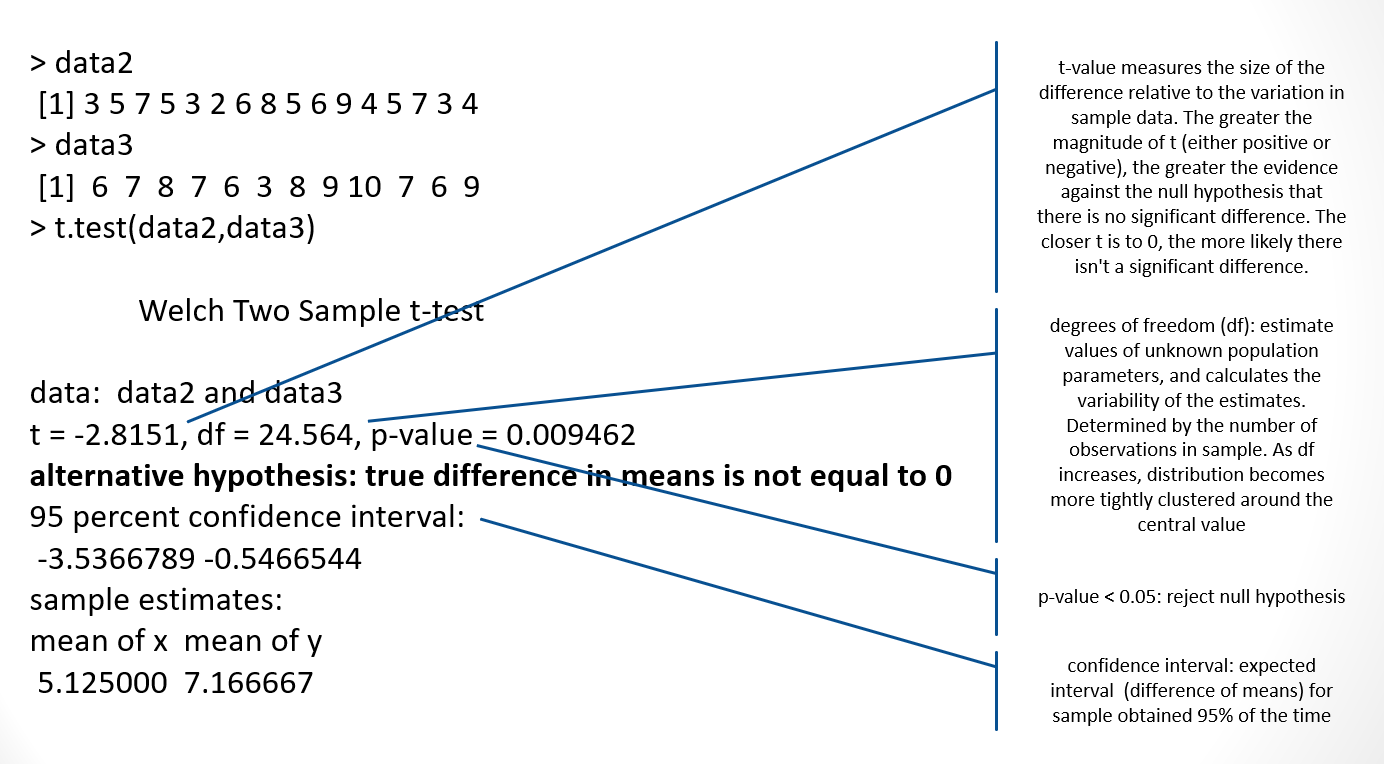 > data2
[1] 3 5 7 5 3 2 6 8 5 6 9 4 5 7 3 4
> data3
[1]  6  7  8  7  6  3  8  9 10  7  6  9
> t.test(data2,data3)
Welch Two Sample t-test
data:  data2 and data3
t = -2.8151, df = 24.564, p-value = 0.009462
alternative hypothesis: true difference in means is not equal to 0
95 percent confidence interval:
-3.5366789 -0.5466544
sample estimates:
mean of x  mean of y
5.125000  7.166667
t-value measures the size of the
difference relative to the variation in
sample data. The greater the
magnitude of t (either positive or
negative), the greater the evidence
against the null hypothesis that
there is no significant difference. The
closer t is to 0, the more likely there
isn't a significant difference.
degrees of freedom (df): estimate
values of unknown population
parameters, and calculates the
variability of the estimates.
Determined by the number of
observations in sample. As df
increases, distribution becomes
more tightly clustered around the
central value
p-value < 0.05: reject null hypothesis
confidence interval: expected
interval  (difference of means) for
sample obtained 95% of the time